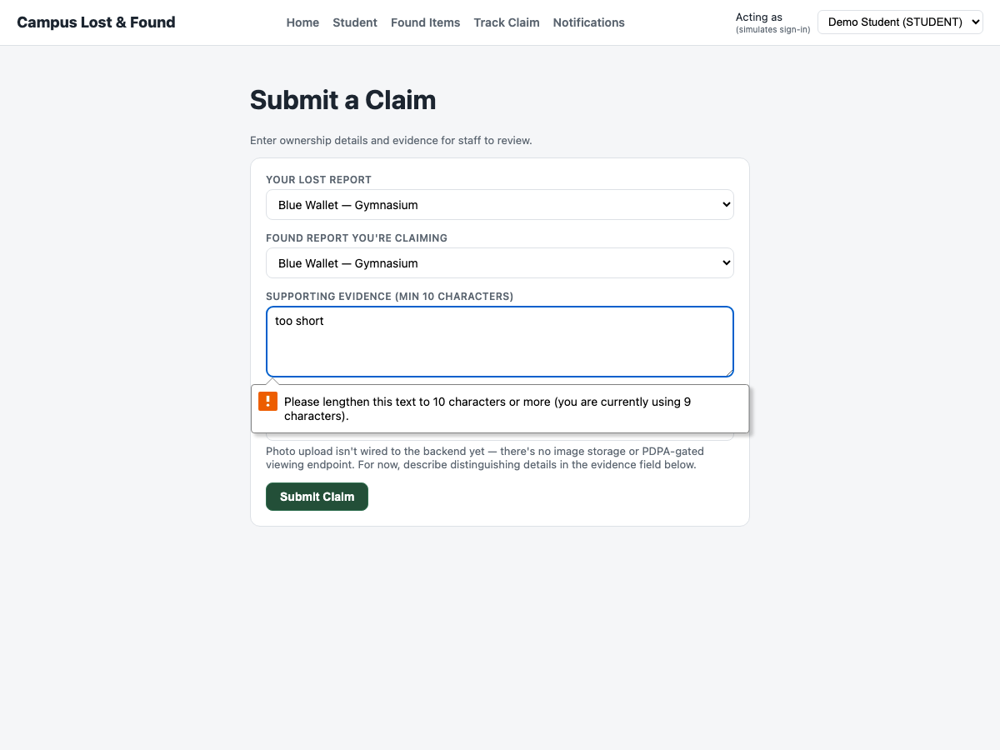 Campus Lost & Found
Home
Student
Found Items
Track Claim
Notifications
Acting as
(simulates sign-in)
Demo Student (STUDENT)
Submit a Claim
Enter ownership details and evidence for staff to review.
YOUR LOST REPORT
Blue Wallet — Gymnasium
FOUND REPORT YOU'RE CLAIMING
Blue Wallet — Gymnasium
SUPPORTING EVIDENCE (MIN 10 CHARACTERS)
too short
!
Please lengthen this text to 10 characters or more (you are currently using 9
characters).
Photo upload isn't wired to the backend yet — there's no image storage or PDPA-gated
viewing endpoint. For now, describe distinguishing details in the evidence field below.
Submit Claim